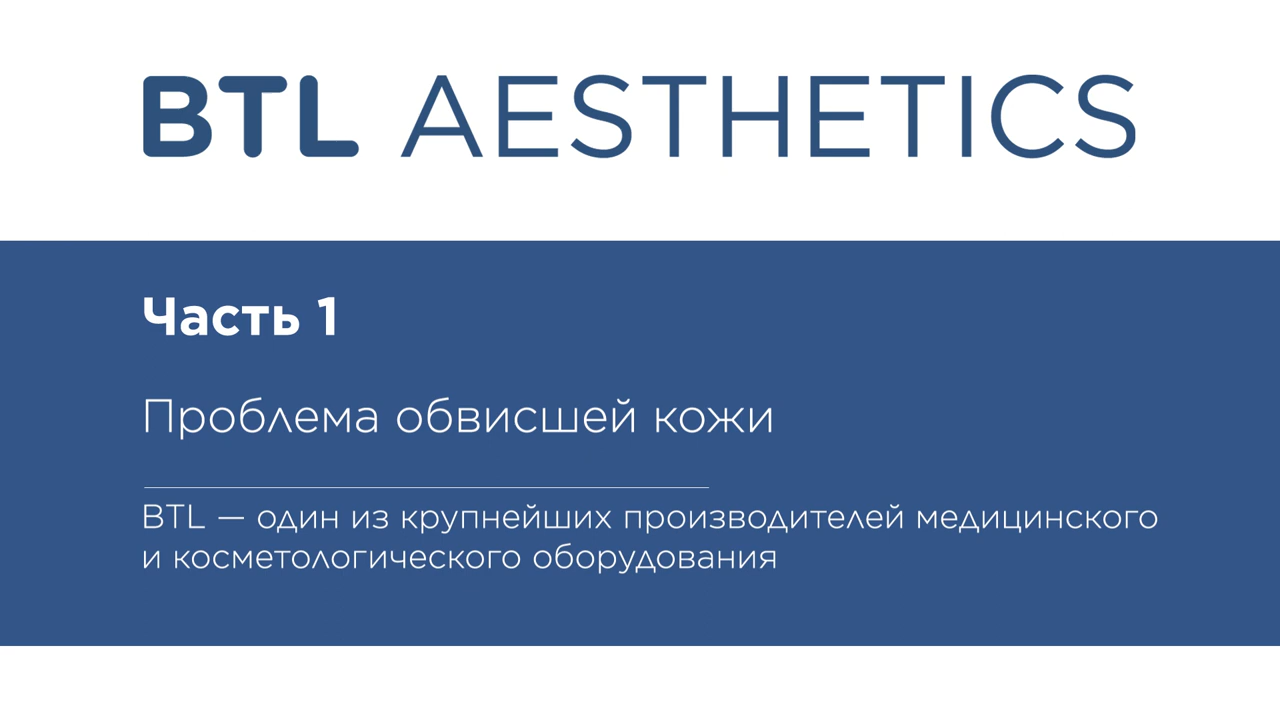 BTL AESTHETICS
Часть 1
Проблема обвисшей кожи
BTL — один из крупнейших производителей медицинского
и косметологического оборудования